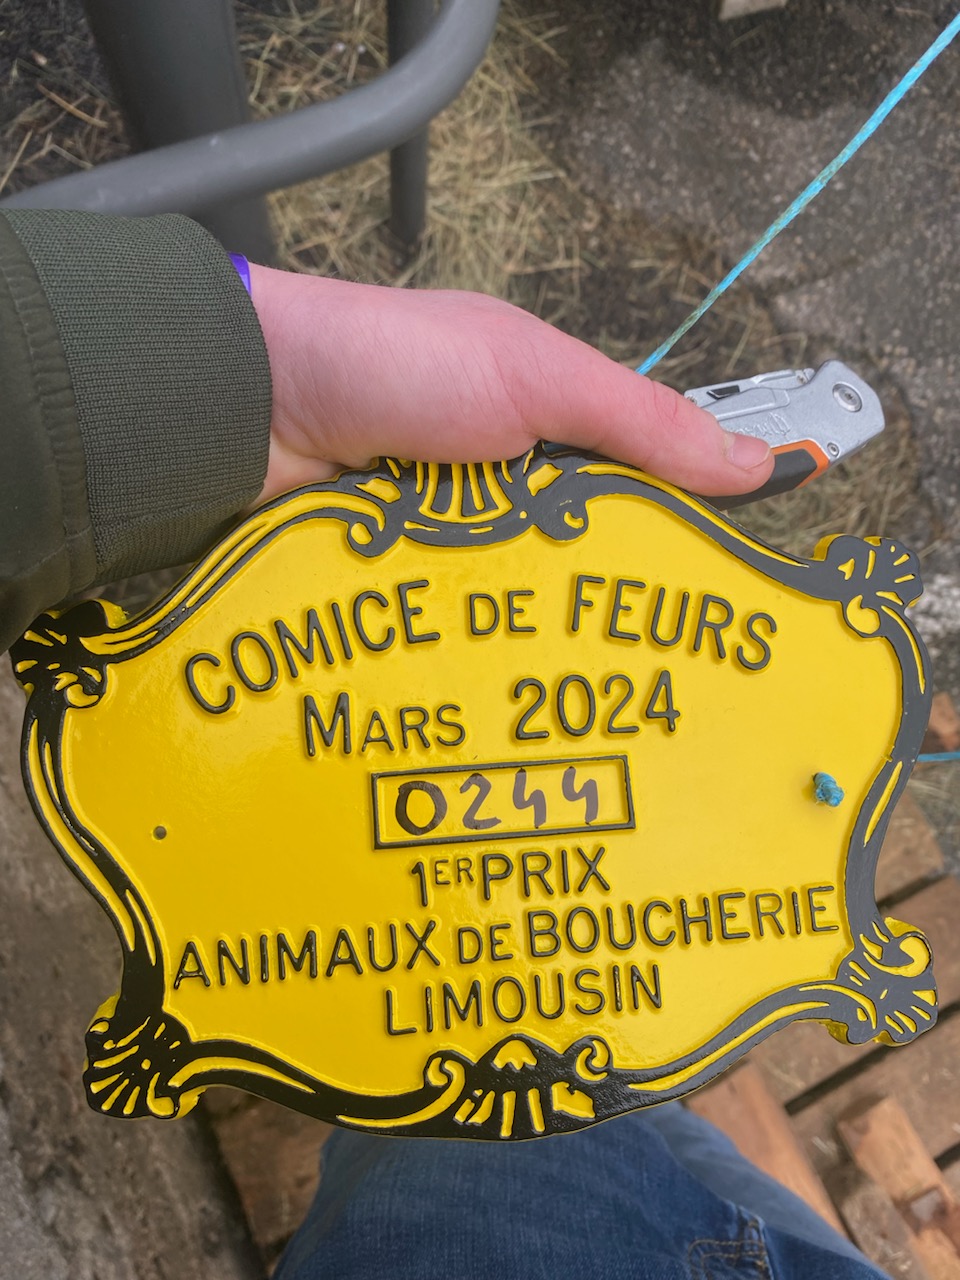 COMICE DE FEURS
MARS 2024
0244
1ER PRIX
ANIMAUX DE BOUCHERIE
LIMOUSIN